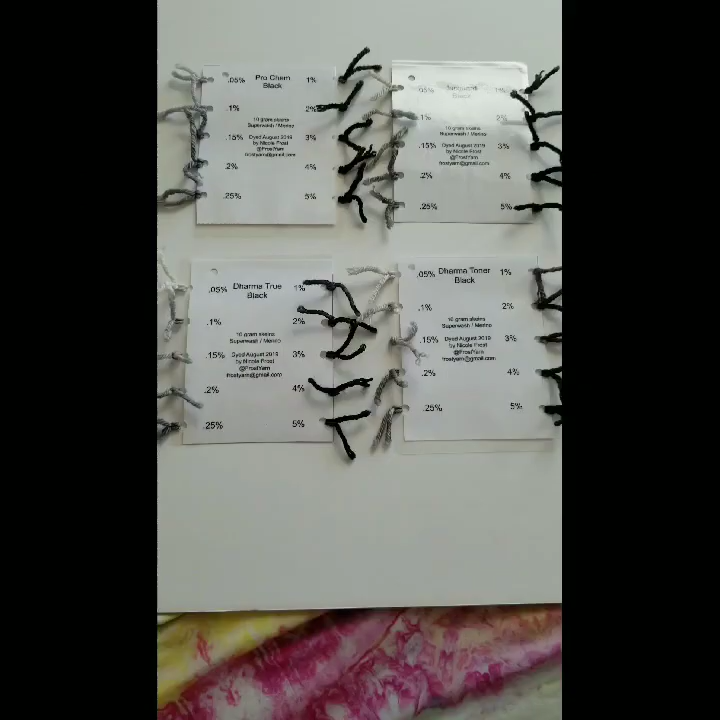 Pro Chem
Black
.05% 1%
.1% 2%
.15% 3%
.2% 4%
.25% 5%
10 gram skeins
Superwash / Merino
Dyed August 2019
by Nicole Frost
@FrostYarn
frostyarn@gmail.com
Black
.05% 1%
.1% 2%
.15% 3%
.2% 4%
.25% 5%
10 gram skeins
Superwash / Merino
Dyed August 2019
by Nicole Frost
@FrostYarn
frostyarn@gmail.com
Dharma True
Black
.05% 1%
.1% 2%
.15% 3%
.2% 4%
.25% 5%
10 gram skeins
Superwash / Merino
Dyed August 2019
by Nicole Frost
@FrostYarn
frostyarn@gmail.com
Dharma Toner
Black
.05% 1%
.1% 2%
.15% 3%
.2% 4%
.25% 5%
10 gram skeins
Superwash / Merino
Dyed August 2019
by Nicole Frost
@FrostYarn
frostyarn@gmail.com